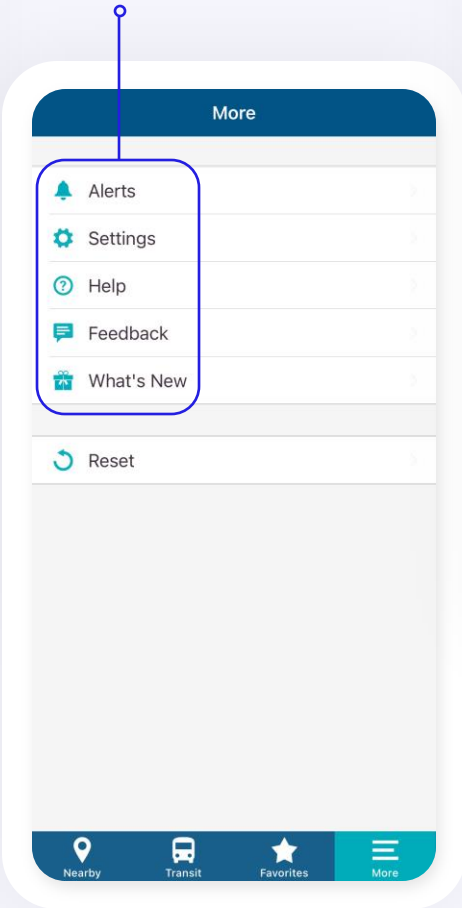 More
Alerts
Settings
Help
Feedback
What's New
Reset
Nearby
Transit
Favorites
More